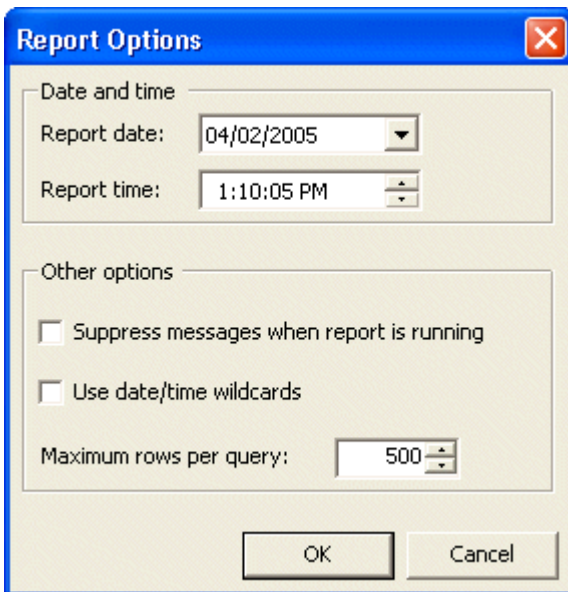 Report Options
Date and time
Report date: 04/02/2005
Report time: 1:10:05 PM
Other options
Suppress messages when report is running
Use date/time wildcards
Maximum rows per query: 500
OK Cancel